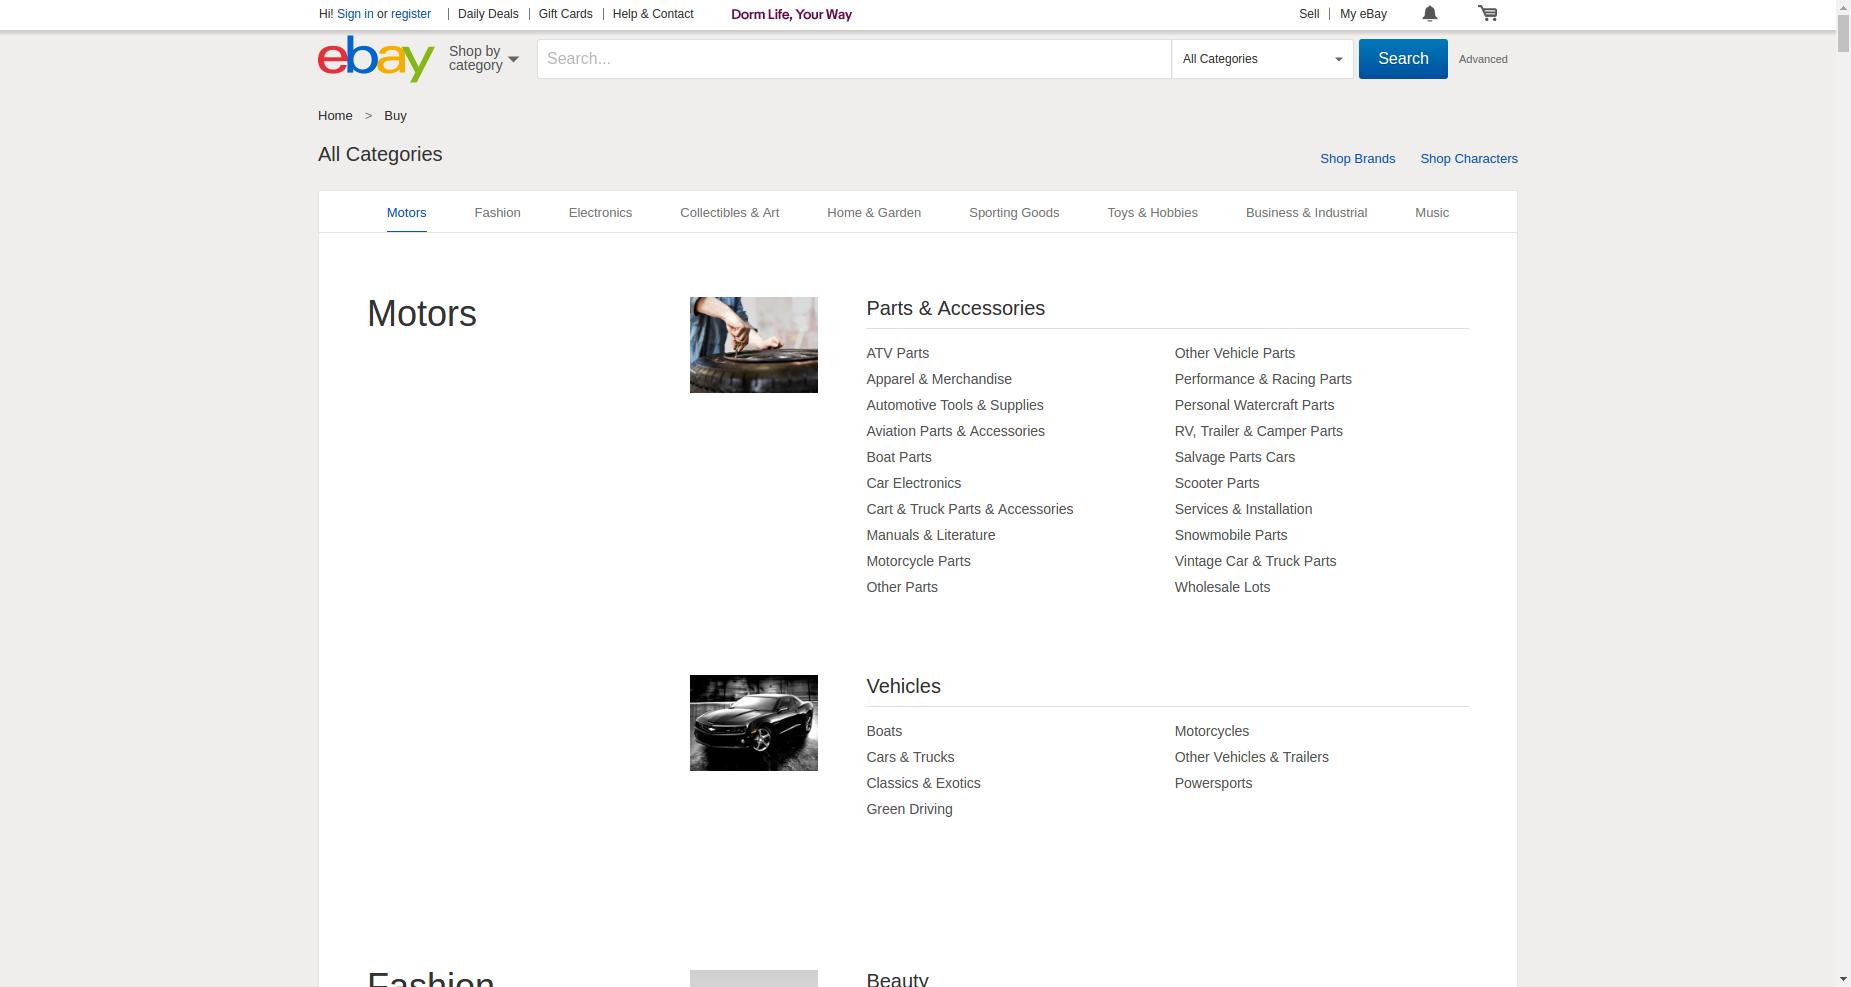 Hi! Sign in or register | Daily Deals | Gift Cards | Help & Contact Dorm Life, Your Way Sell | My eBay
ebay
Shop by
category
Search...
All Categories
Search
Advanced
Home > Buy
All Categories
Shop Brands Shop Characters
Motors Fashion Electronics Collectibles & Art Home & Garden Sporting Goods Toys & Hobbies Business & Industrial Music
Motors
Parts & Accessories
ATV Parts
Apparel & Merchandise
Automotive Tools & Supplies
Aviation Parts & Accessories
Boat Parts
Car Electronics
Cart & Truck Parts & Accessories
Manuals & Literature
Motorcycle Parts
Other Parts
Other Vehicle Parts
Performance & Racing Parts
Personal Watercraft Parts
RV, Trailer & Camper Parts
Salvage Parts Cars
Scooter Parts
Services & Installation
Snowmobile Parts
Vintage Car & Truck Parts
Wholesale Lots
Vehicles
Boats
Cars & Trucks
Classics & Exotics
Green Driving
Motorcycles
Other Vehicles & Trailers
Powersports
Fashion
Beauty